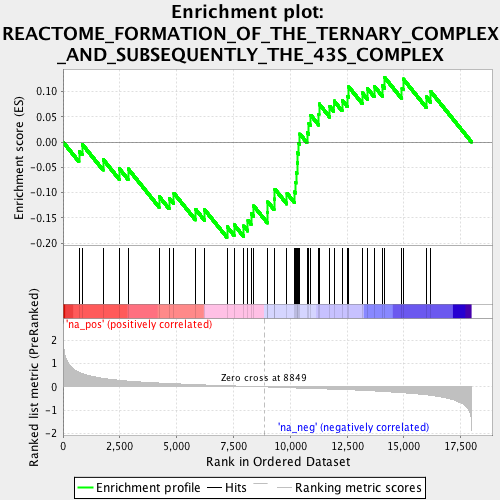 Enrichment plot:
REACTOME_FORMATION_OF_THE_TERNARY_COMPLEX
_AND_SUBSEQUENTLY_THE_43S_COMPLEX
Enrichment score (ES)
0.10
0.05
0.00
-0.05
-0.10
-0.15
-0.20
'na_pos' (positively correlated)
Ranked list metric (PreRanked)
2
1
0
-1
-2
Zero cross at 8849
'na_neg' (negatively correlated)
0
2,500
5,000
7,500
10,000
12,500
15,000
17,500
Rank in Ordered Dataset
Enrichment profile
Hits
Ranking metric scores